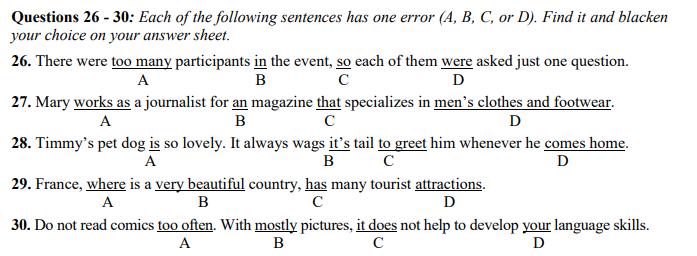 Questions 26 - 30: Each of the following sentences has one error (A, B, C, or D). Find it and blacken
your choice on your answer sheet.
26. There were too many participants in the event, so each of them were asked just one question.
A B C D
27. Mary works as a journalist for an magazine that specializes in men's clothes and footwear.
A B C D
28. Timmy's pet dog is so lovely. It always wags it's tail to greet him whenever he comes home.
A B C D
29. France, where is a very beautiful country, has many tourist attractions.
A B C D
30. Do not read comics too often. With mostly pictures, it does not help to develop your language skills.
A B C D